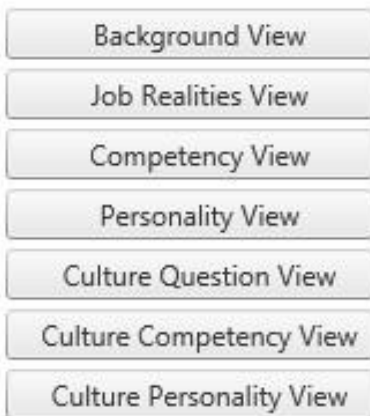 Background View
Job Realities View
Competency View
Personality View
Culture Question View
Culture Competency View
Culture Personality View